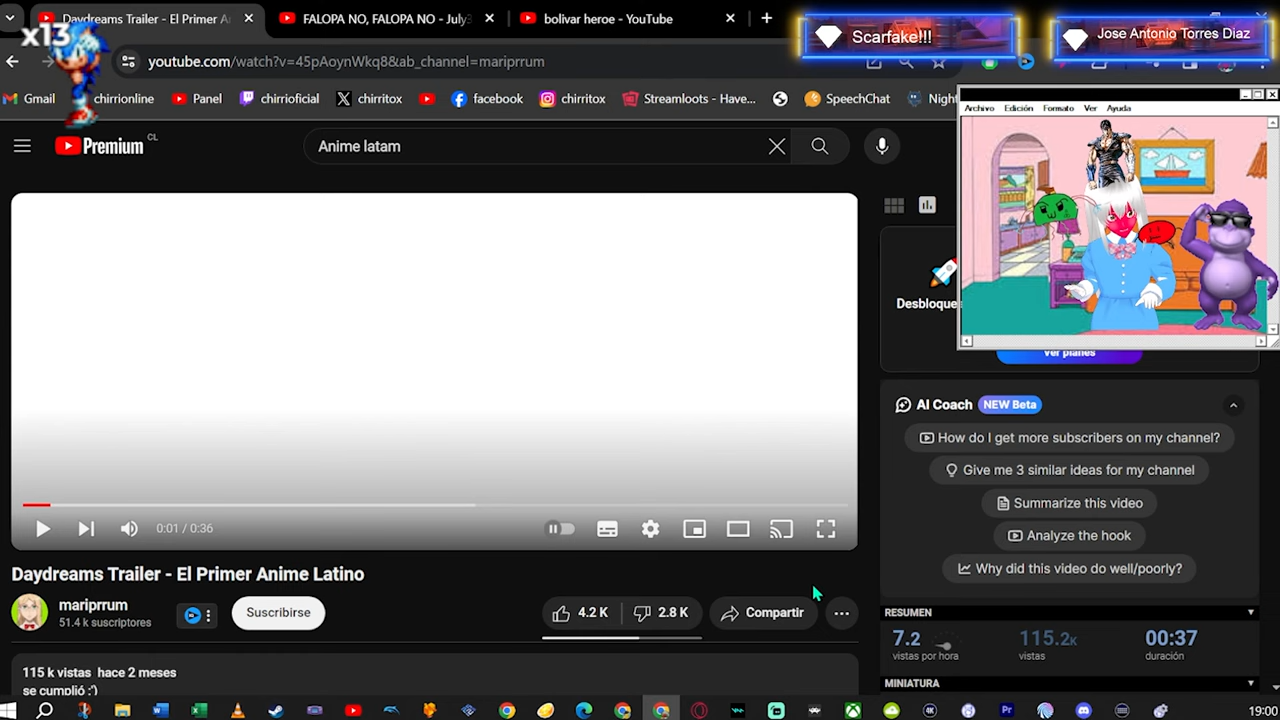 Daydreams Trailer - El Primer A
FALOPA NO, FALOPA NO - July
bolivar heroe - YouTube
x13
Scarfake!!!
Jose Antonio Torres Diaz
youtube.com/watch?v=45pAoynWkq8&ab_channel=mariprrum
Gmail
chirrionline
Panel
chirrioficial
chirritox
facebook
chirritox
Streamloots - Have...
SpeechChat
Nigh
Archivo Edición Formato Ver Ayuda
Premium CL
Anime latam
Desbloque
Ver planes
AI Coach NEW Beta
How do I get more subscribers on my channel?
Give me 3 similar ideas for my channel
Summarize this video
Analyze the hook
Why did this video do well/poorly?
0:01 / 0:36
Daydreams Trailer - El Primer Anime Latino
mariprrum
51.4 k suscriptores
Suscribirse
4.2 K
2.8 K
Compartir
RESUMEN
7.2
vistas por hora
115.2K
vistas
00:37
duración
MINIATURA
115 k vistas hace 2 meses
se cumplió :')
19:00